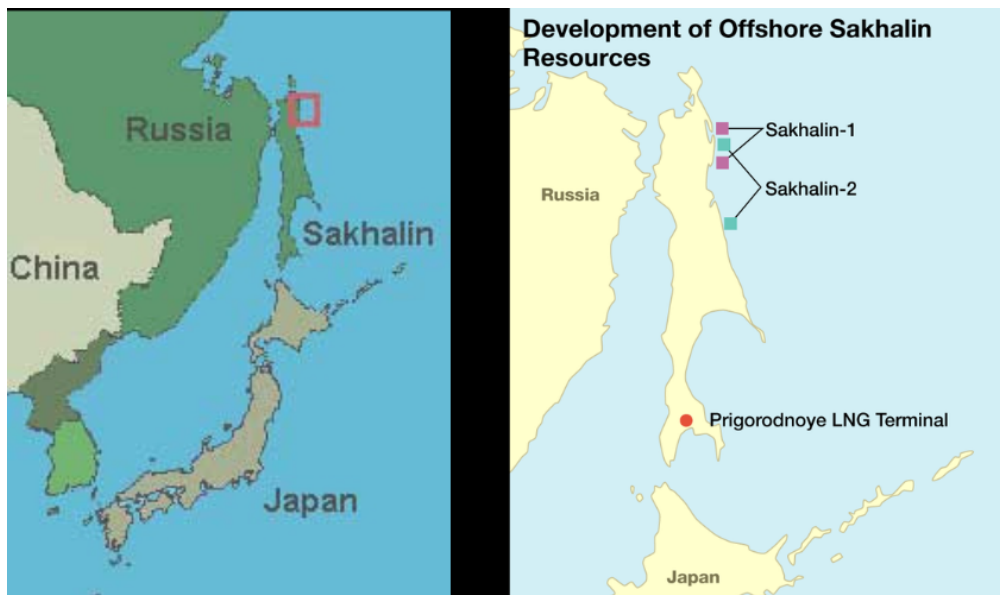 Russia
Sakhalin
China
Japan
Development of Offshore Sakhalin
Resources
Sakhalin-1
Russia
Sakhalin-2
Prigorodnoye LNG Terminal
Japan